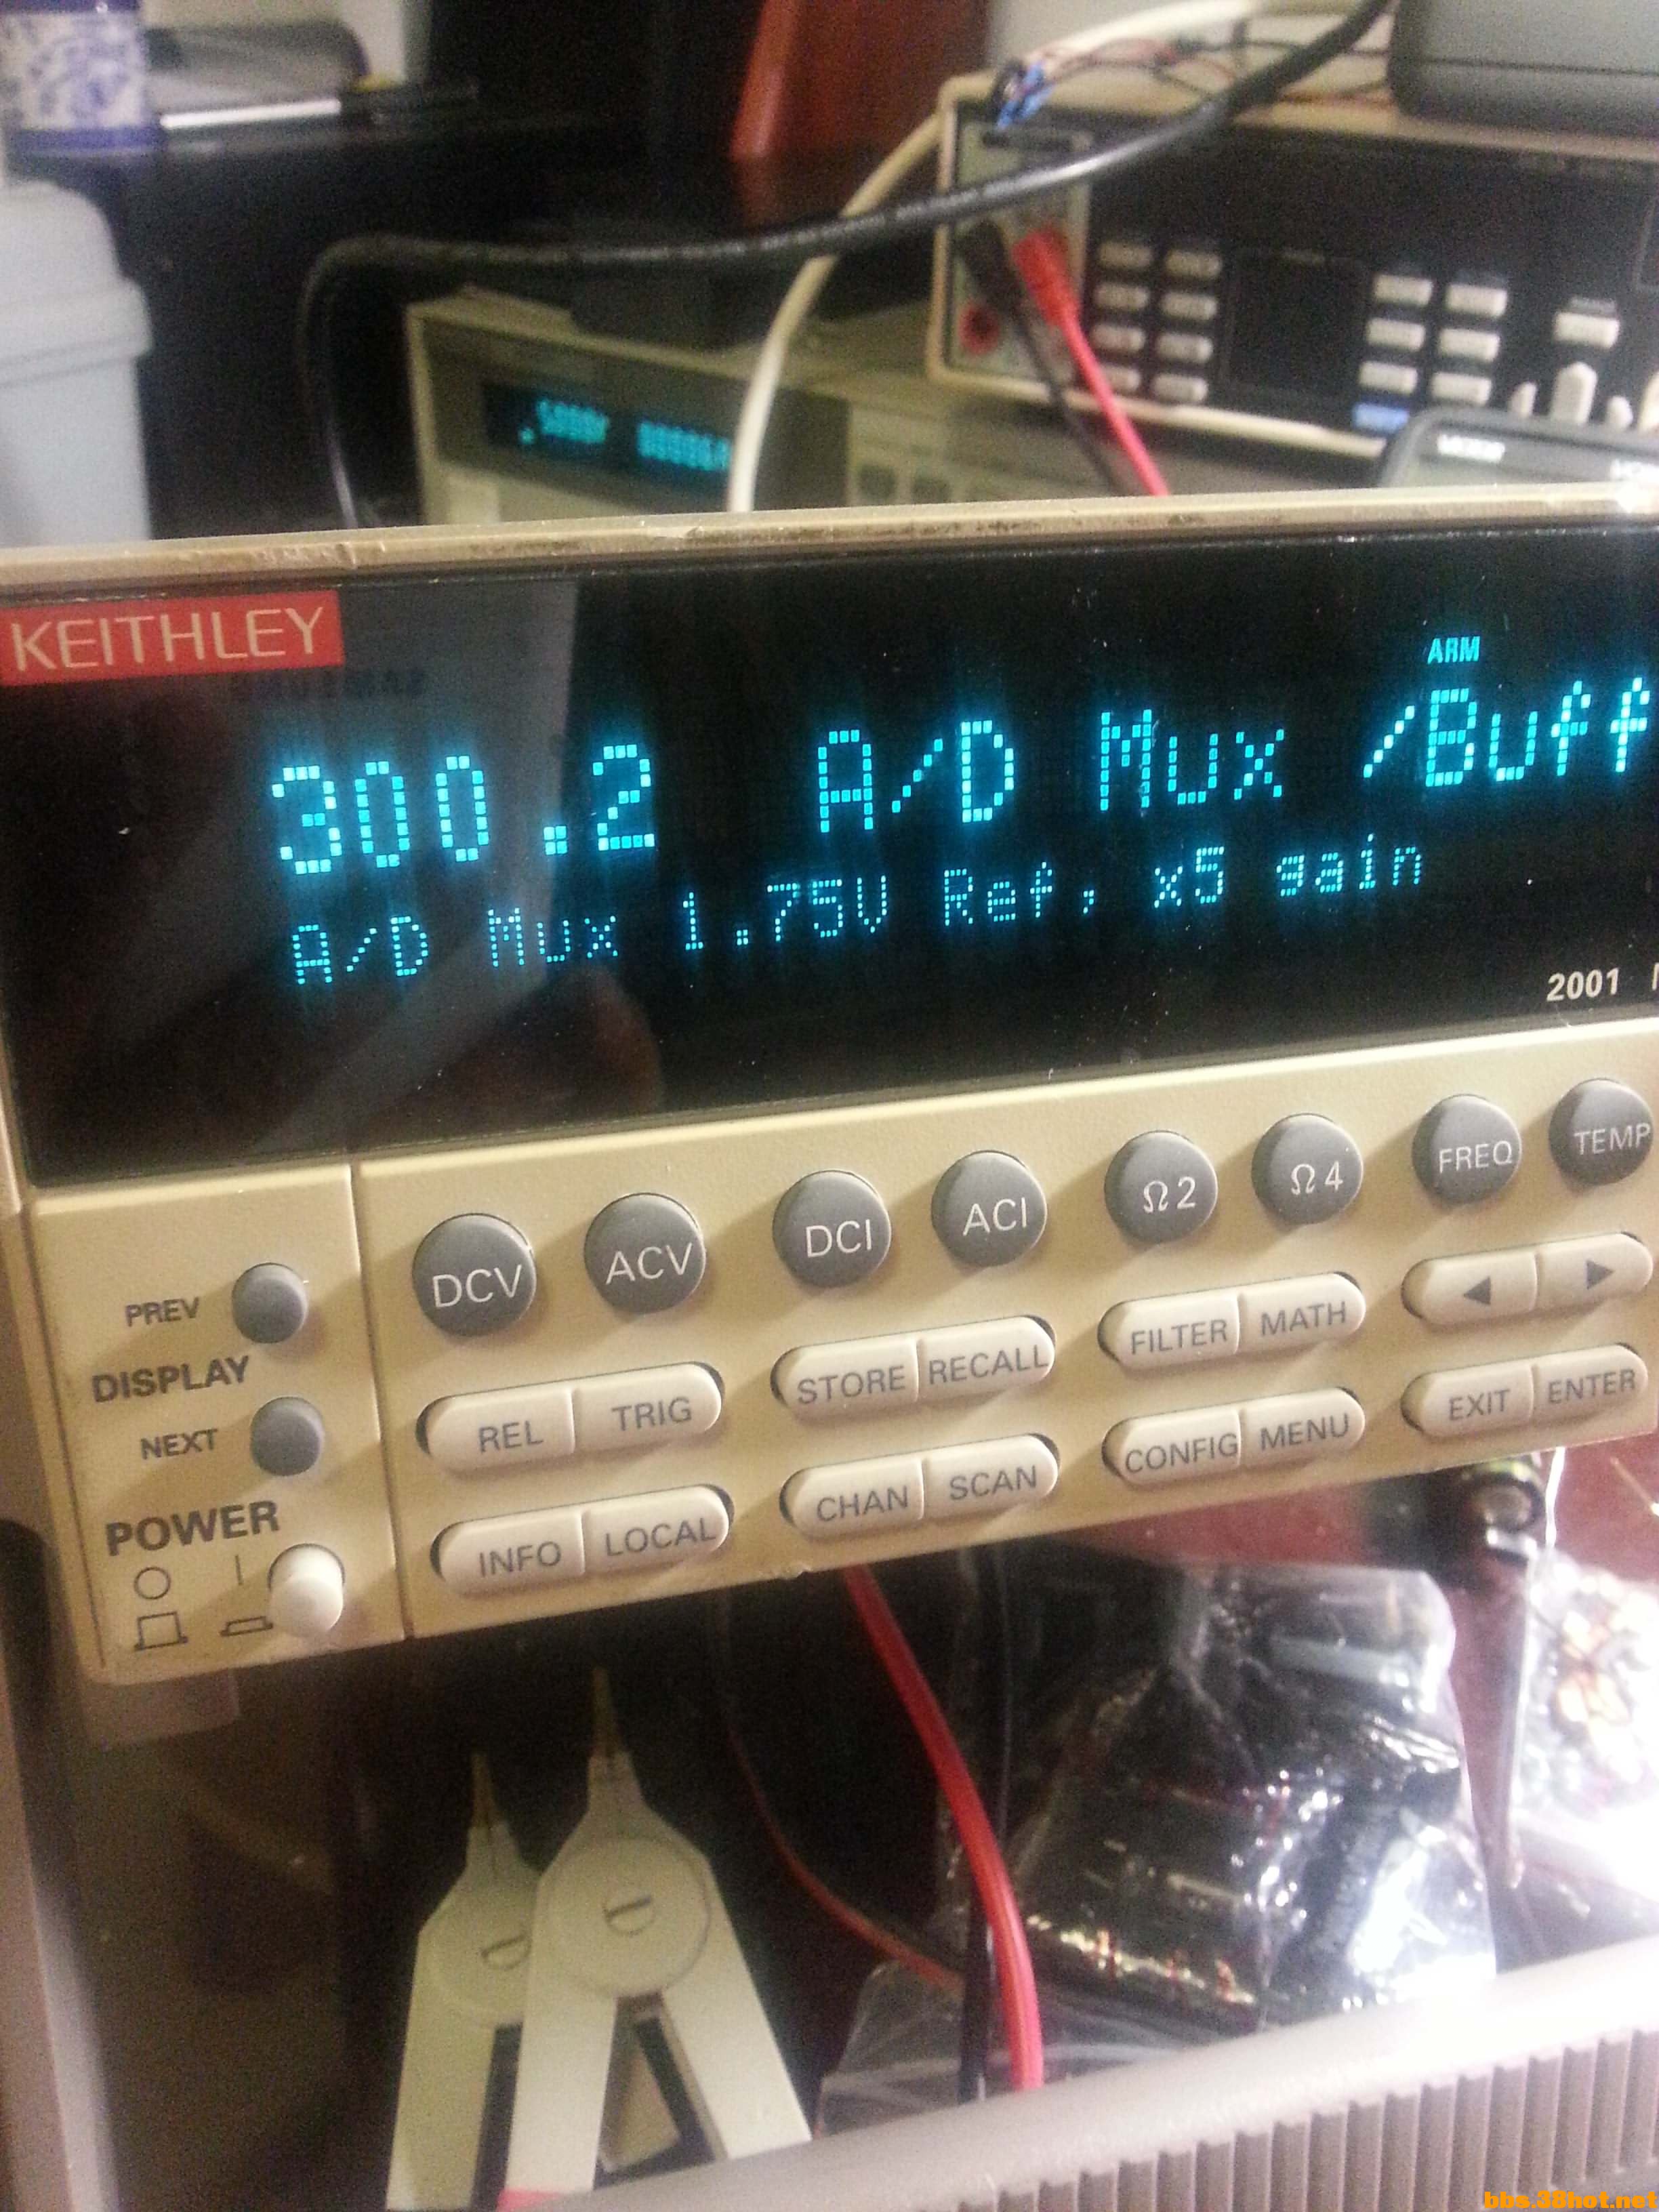 KEITHLEY
ARM
300.2 A/D Mux /Buff
A/D Mux 1.75V Ref, x5 gain
2001
DCV ACV DCI ACI Ω2 Ω4 FREQ TEMP
PREV
DISPLAY
NEXT
REL TRIG STORE RECALL FILTER MATH ◄ ►
INFO LOCAL CHAN SCAN CONFIG MENU EXIT ENTER
POWER
D D
bbs.38hot.net